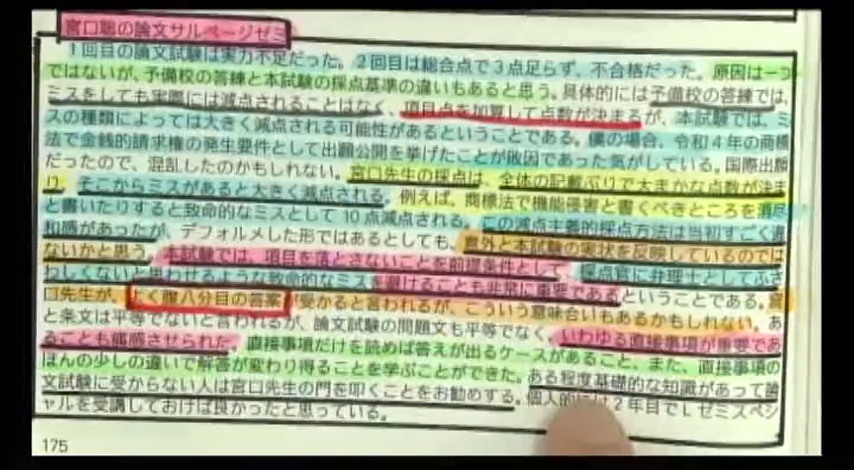 宮口聡の論文サルベージゼミ
1回目の論文試験は実力不足だった。2回目は総合点で3点足らず、不合格だった。原因は一つ
ではないが、予備校の答練と本試験の採点基準の違いもあると思う。具体的には予備校の答練では、
ミスをしても実際には減点されることはなく、項目点を加算して点数が決まるが、本試験では、ミ
スの種類によっては大きく減点される可能性があるということである。僕の場合、令和4年の商標
法で金銭的請求権の発生要件として出願公開を挙げたことが敗因であった気がしている。国際出願
だったので、混乱したのかもしれない。宮口先生の採点は、全体の記載ぶりで大まかな点数が決ま
り、そこからミスがあると大きく減点される。例えば、商標法で機能侵害と書くべきところを消尽
と書いたりすると致命的なミスとして10点減点される。この減点主義的採点方法は当初すごく違
和感があったが、デフォルメした形ではあるとしても、意外と本試験の実状を反映しているのでは
ないかと思う。本試験では、項目を落とさないことを前提条件として、採点官に弁理士としてふさ
わしくないと思わせるような致命的なミスを避けることも非常に重要であるということである。宮
口先生が、よく腹八分目の答案が受かると言われるが、こういう意味合いもあるかもしれない。あ
と条文は平等でないと言われるが、論文試験の問題文も平等でなく、いわゆる直接事項が重要であ
ることも痛感させられた。直接事項だけを読めば答えが出るケースがあること、また、直接事項の
ほんの少しの違いで解答が変わり得ることを学ぶことができた。ある程度基礎的な知識があって論
文試験に受からない人は宮口先生の門を叩くことをお勧めする。個人的には2年目でLゼミスペシ
ャルを受講しておけば良かったと思っている。
175